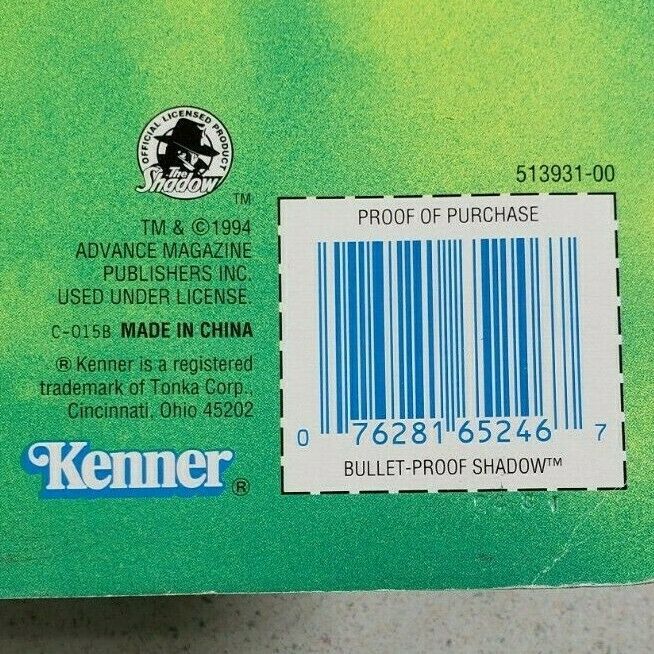 OFFICIAL LICENSED PRODUCT
The
Shadow
TM
TM & ©1994
ADVANCE MAGAZINE
PUBLISHERS INC.
USED UNDER LICENSE.
C-015B MADE IN CHINA
® Kenner is a registered
trademark of Tonka Corp.,
Cincinnati, Ohio 45202
Kenner®
513931-00
PROOF OF PURCHASE
0 76281 65246 7
BULLET-PROOF SHADOW™